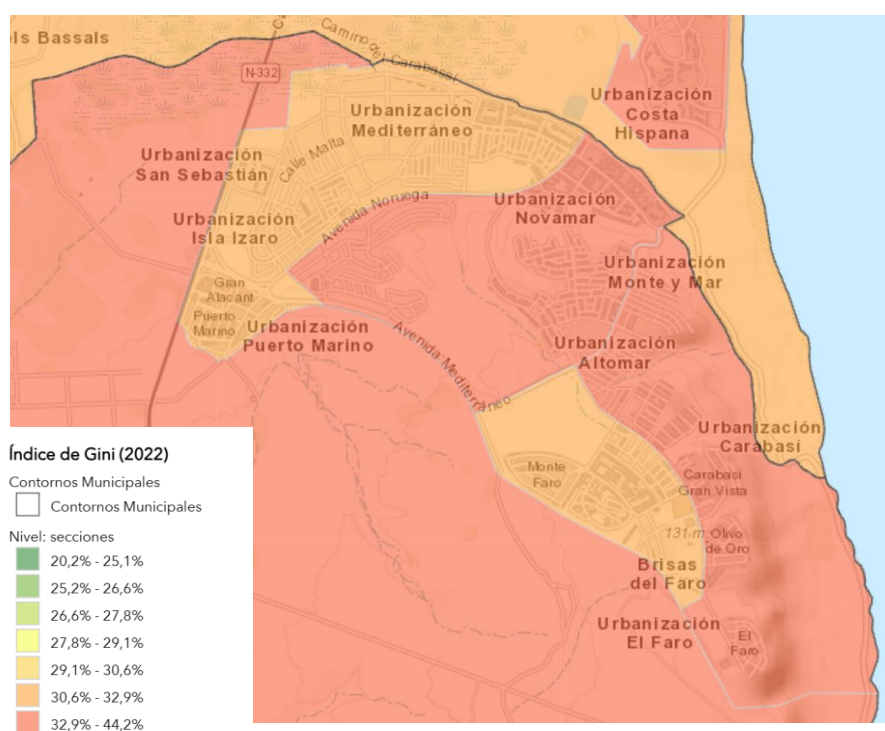 els Bassals
Camino del Carabassí
N-332
Urbanización
Mediterráneo
Urbanización
Costa
Hispana
Urbanización
San Sebastián
Calle Malta
Urbanización
Isla Izaro
Avenida Noruega
Urbanización
Novamar
Urbanización
Monte y Mar
Gran
Alacant
Puerto
Marino
Urbanización
Puerto Marino
Avenida Mediterráneo
Urbanización
Altomar
Urbanización
Carabasí
Monte
Faro
Carabasi
Gran Vista
131 m
Olivo
de Oro
Brisas
del Faro
Urbanización
El Faro
El
Faro
Índice de Gini (2022)
Contornos Municipales
Contornos Municipales
Nivel: secciones
20,2% - 25,1%
25,2% - 26,6%
26,6% - 27,8%
27,8% - 29,1%
29,1% - 30,6%
30,6% - 32,9%
32,9% - 44,2%